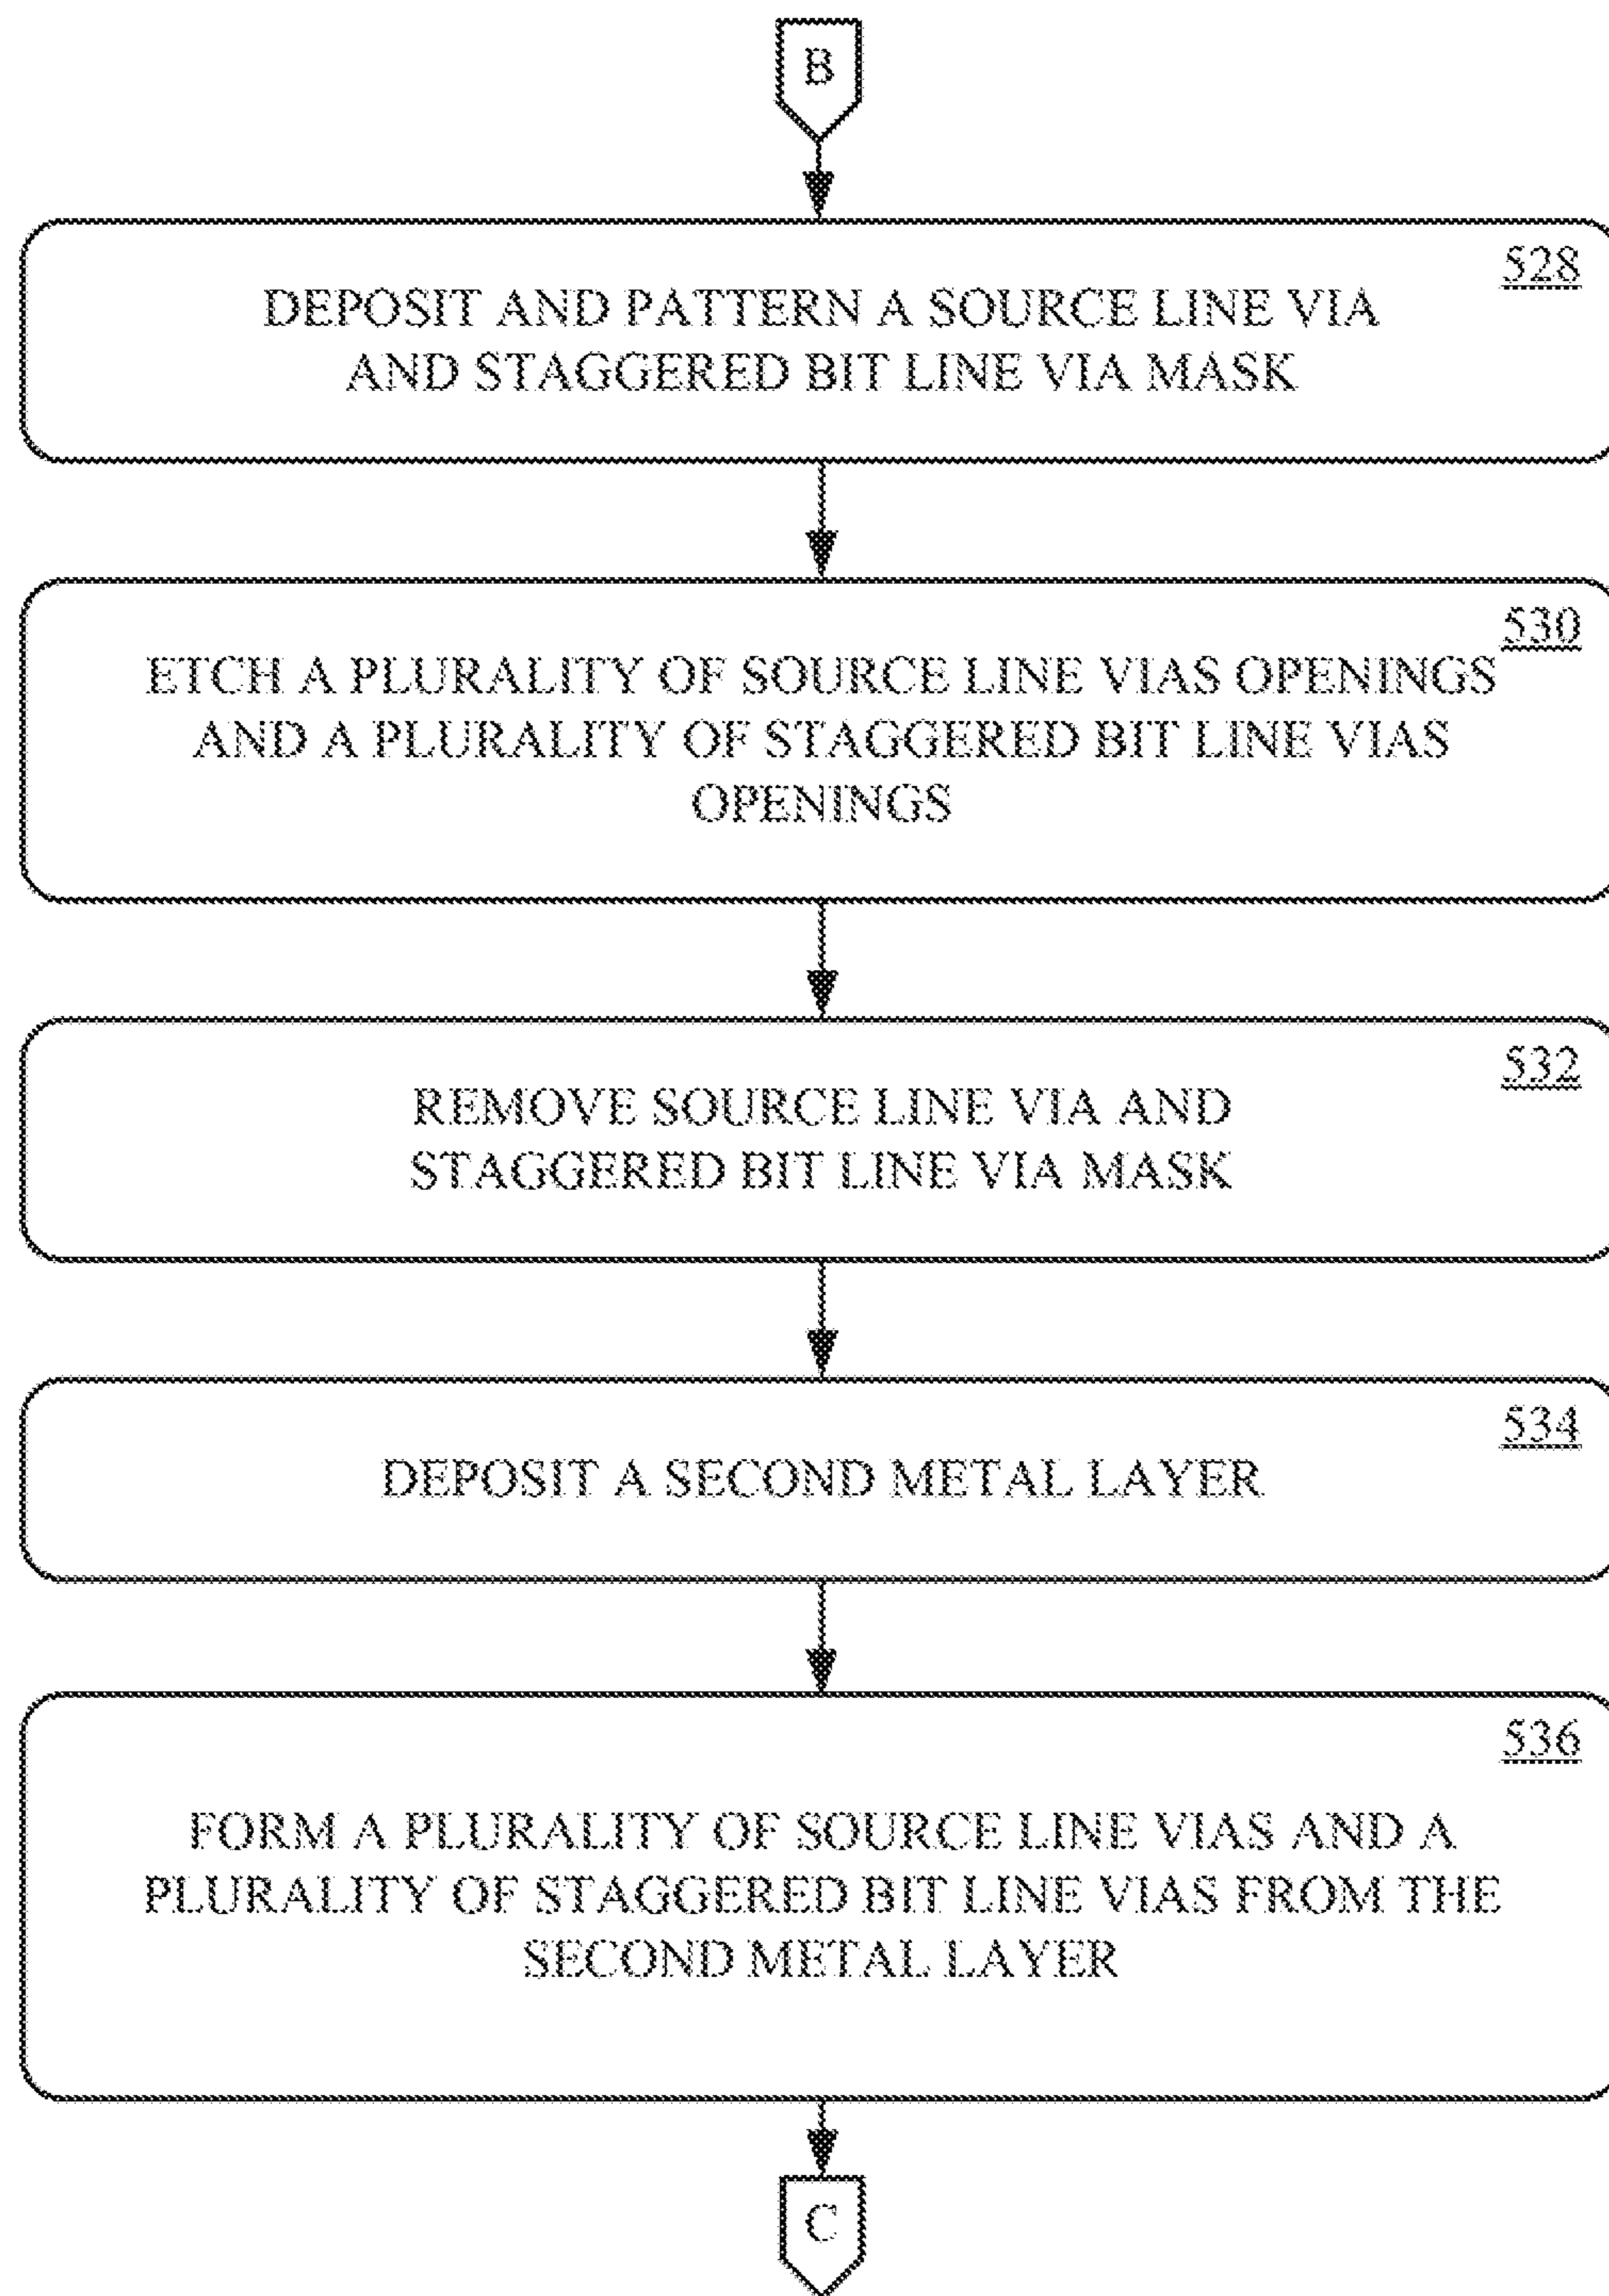 B
528
DEPOSIT AND PATTERN A SOURCE LINE VIA
AND STAGGERED BIT LINE VIA MASK
530
ETCH A PLURALITY OF SOURCE LINE VIAS OPENINGS
AND A PLURALITY OF STAGGERED BIT LINE VIAS
OPENINGS
532
REMOVE SOURCE LINE VIA AND
STAGGERED BIT LINE VIA MASK
534
DEPOSIT A SECOND METAL LAYER
536
FORM A PLURALITY OF SOURCE LINE VIAS AND A
PLURALITY OF STAGGERED BIT LINE VIAS FROM THE
SECOND METAL LAYER
C